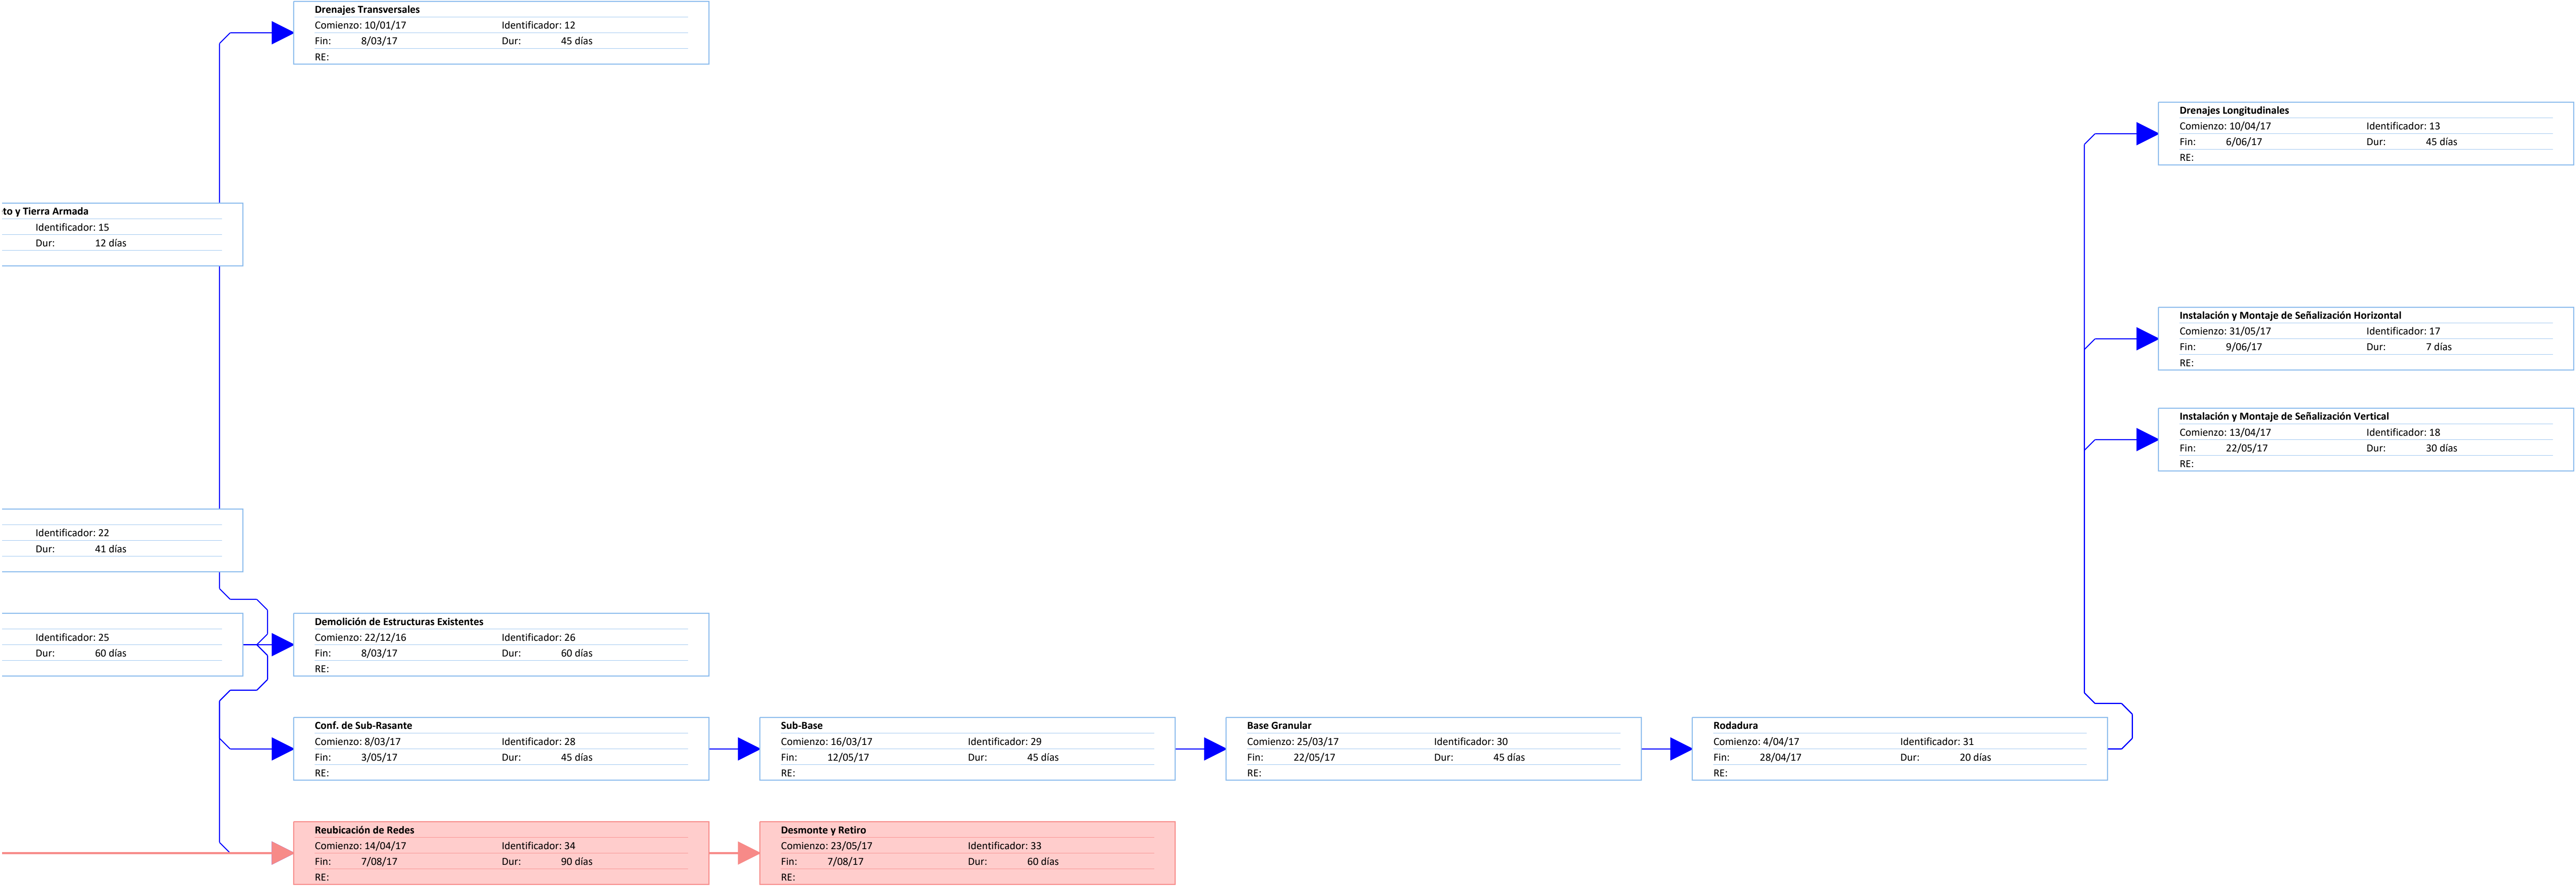 Drenajes Transversales
Comienzo: 10/01/17 Identificador: 12
Fin: 8/03/17 Dur: 45 días
RE:
Drenajes Longitudinales
Comienzo: 10/04/17 Identificador: 13
Fin: 6/06/17 Dur: 45 días
RE:
to y Tierra Armada
Identificador: 15
Dur: 12 días
Instalación y Montaje de Señalización Horizontal
Comienzo: 31/05/17 Identificador: 17
Fin: 9/06/17 Dur: 7 días
RE:
Instalación y Montaje de Señalización Vertical
Comienzo: 13/04/17 Identificador: 18
Fin: 22/05/17 Dur: 30 días
RE:
Identificador: 22
Dur: 41 días
Identificador: 25
Dur: 60 días
Demolición de Estructuras Existentes
Comienzo: 22/12/16 Identificador: 26
Fin: 8/03/17 Dur: 60 días
RE:
Conf. de Sub-Rasante
Comienzo: 8/03/17 Identificador: 28
Fin: 3/05/17 Dur: 45 días
RE:
Sub-Base
Comienzo: 16/03/17 Identificador: 29
Fin: 12/05/17 Dur: 45 días
RE:
Base Granular
Comienzo: 25/03/17 Identificador: 30
Fin: 22/05/17 Dur: 45 días
RE:
Rodadura
Comienzo: 4/04/17 Identificador: 31
Fin: 28/04/17 Dur: 20 días
RE:
Reubicación de Redes
Comienzo: 14/04/17 Identificador: 34
Fin: 7/08/17 Dur: 90 días
RE:
Desmonte y Retiro
Comienzo: 23/05/17 Identificador: 33
Fin: 7/08/17 Dur: 60 días
RE: